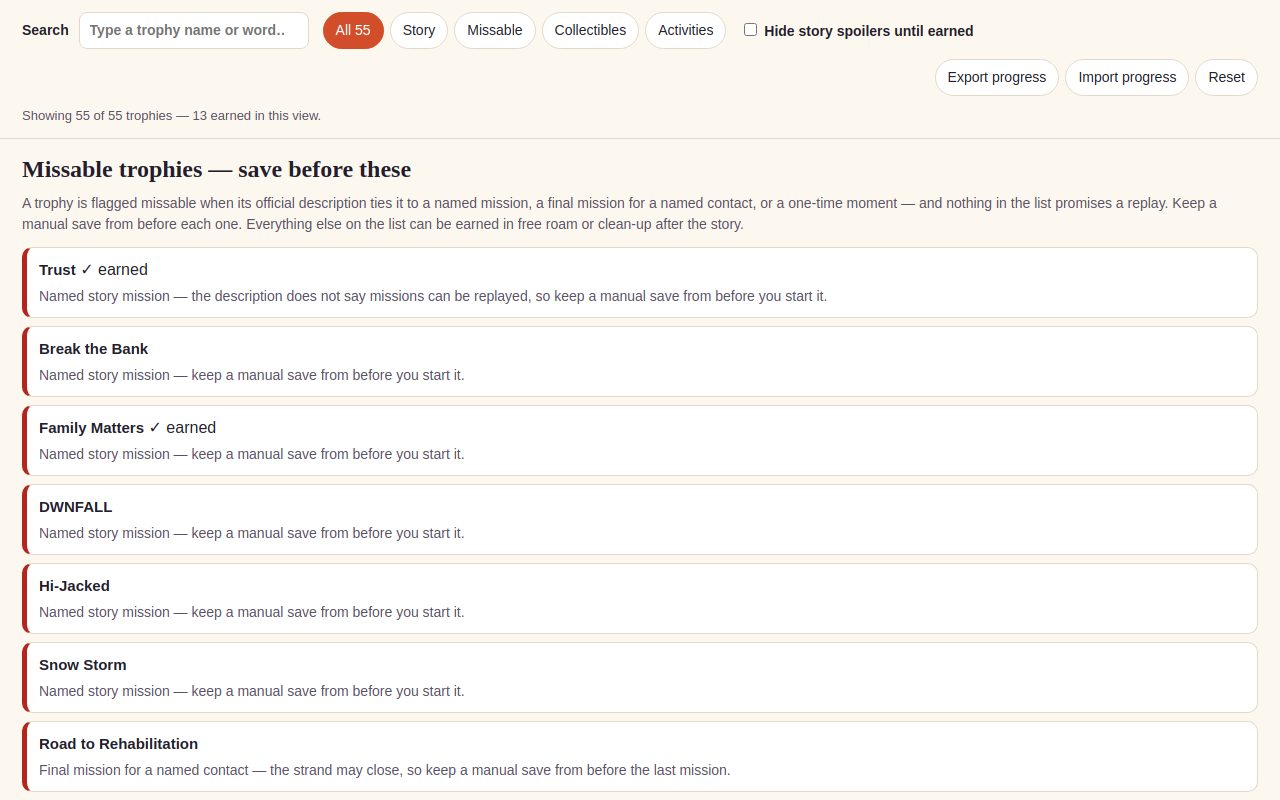 Search Type a trophy name or word.. All 55 Story Missable Collectibles Activities Hide story spoilers until earned
Export progress Import progress Reset
Showing 55 of 55 trophies — 13 earned in this view.
Missable trophies — save before these
A trophy is flagged missable when its official description ties it to a named mission, a final mission for a named contact, or a one-time moment — and nothing in the list promises a replay. Keep a
manual save from before each one. Everything else on the list can be earned in free roam or clean-up after the story.
Trust ✓ earned
Named story mission — the description does not say missions can be replayed, so keep a manual save from before you start it.
Break the Bank
Named story mission — keep a manual save from before you start it.
Family Matters ✓ earned
Named story mission — keep a manual save from before you start it.
DWNFALL
Named story mission — keep a manual save from before you start it.
Hi-Jacked
Named story mission — keep a manual save from before you start it.
Snow Storm
Named story mission — keep a manual save from before you start it.
Road to Rehabilitation
Final mission for a named contact — the strand may close, so keep a manual save from before the last mission.